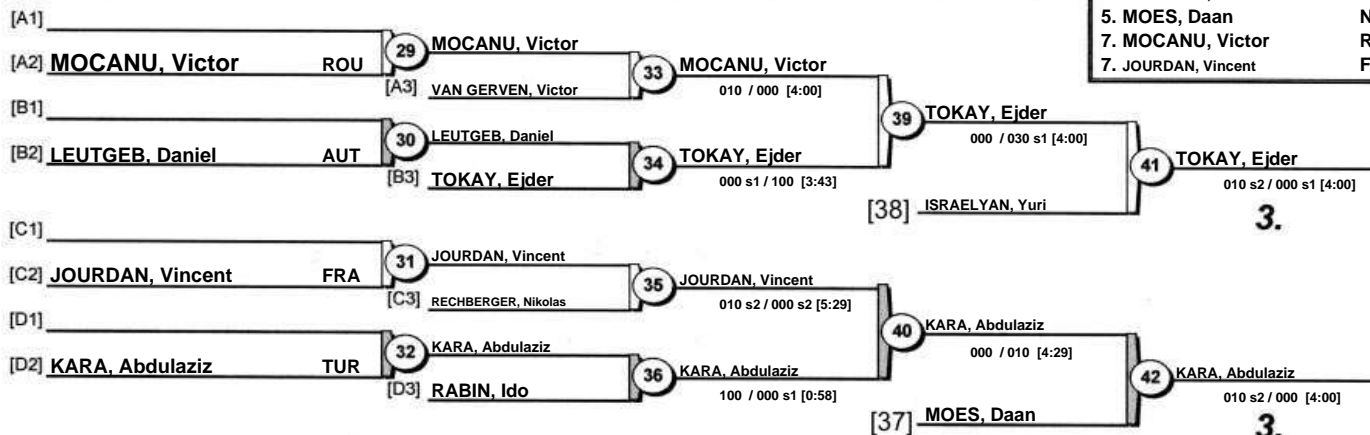 5. MOES, Daan N
7. MOCANU, Victor R
7. JOURDAN, Vincent F
[A1]
[A2] MOCANU, Victor ROU
29 MOCANU, Victor
[A3] VAN GERVEN, Victor
33 MOCANU, Victor
010 / 000 [4:00]
[B1]
[B2] LEUTGEB, Daniel AUT
30 LEUTGEB, Daniel
[B3] TOKAY, Ejder
34 TOKAY, Ejder
000 s1 / 100 [3:43]
39 TOKAY, Ejder
000 / 030 s1 [4:00]
[38] ISRAELYAN, Yuri
41 TOKAY, Ejder
010 s2 / 000 s1 [4:00]
3.
[C1]
[C2] JOURDAN, Vincent FRA
31 JOURDAN, Vincent
[C3] RECHBERGER, Nikolas
35 JOURDAN, Vincent
010 s2 / 000 s2 [5:29]
[D1]
[D2] KARA, Abdulaziz TUR
32 KARA, Abdulaziz
[D3] RABIN, Ido
36 KARA, Abdulaziz
100 / 000 s1 [0:58]
40 KARA, Abdulaziz
000 / 010 [4:29]
[37] MOES, Daan
42 KARA, Abdulaziz
010 s2 / 000 [4:00]
3.